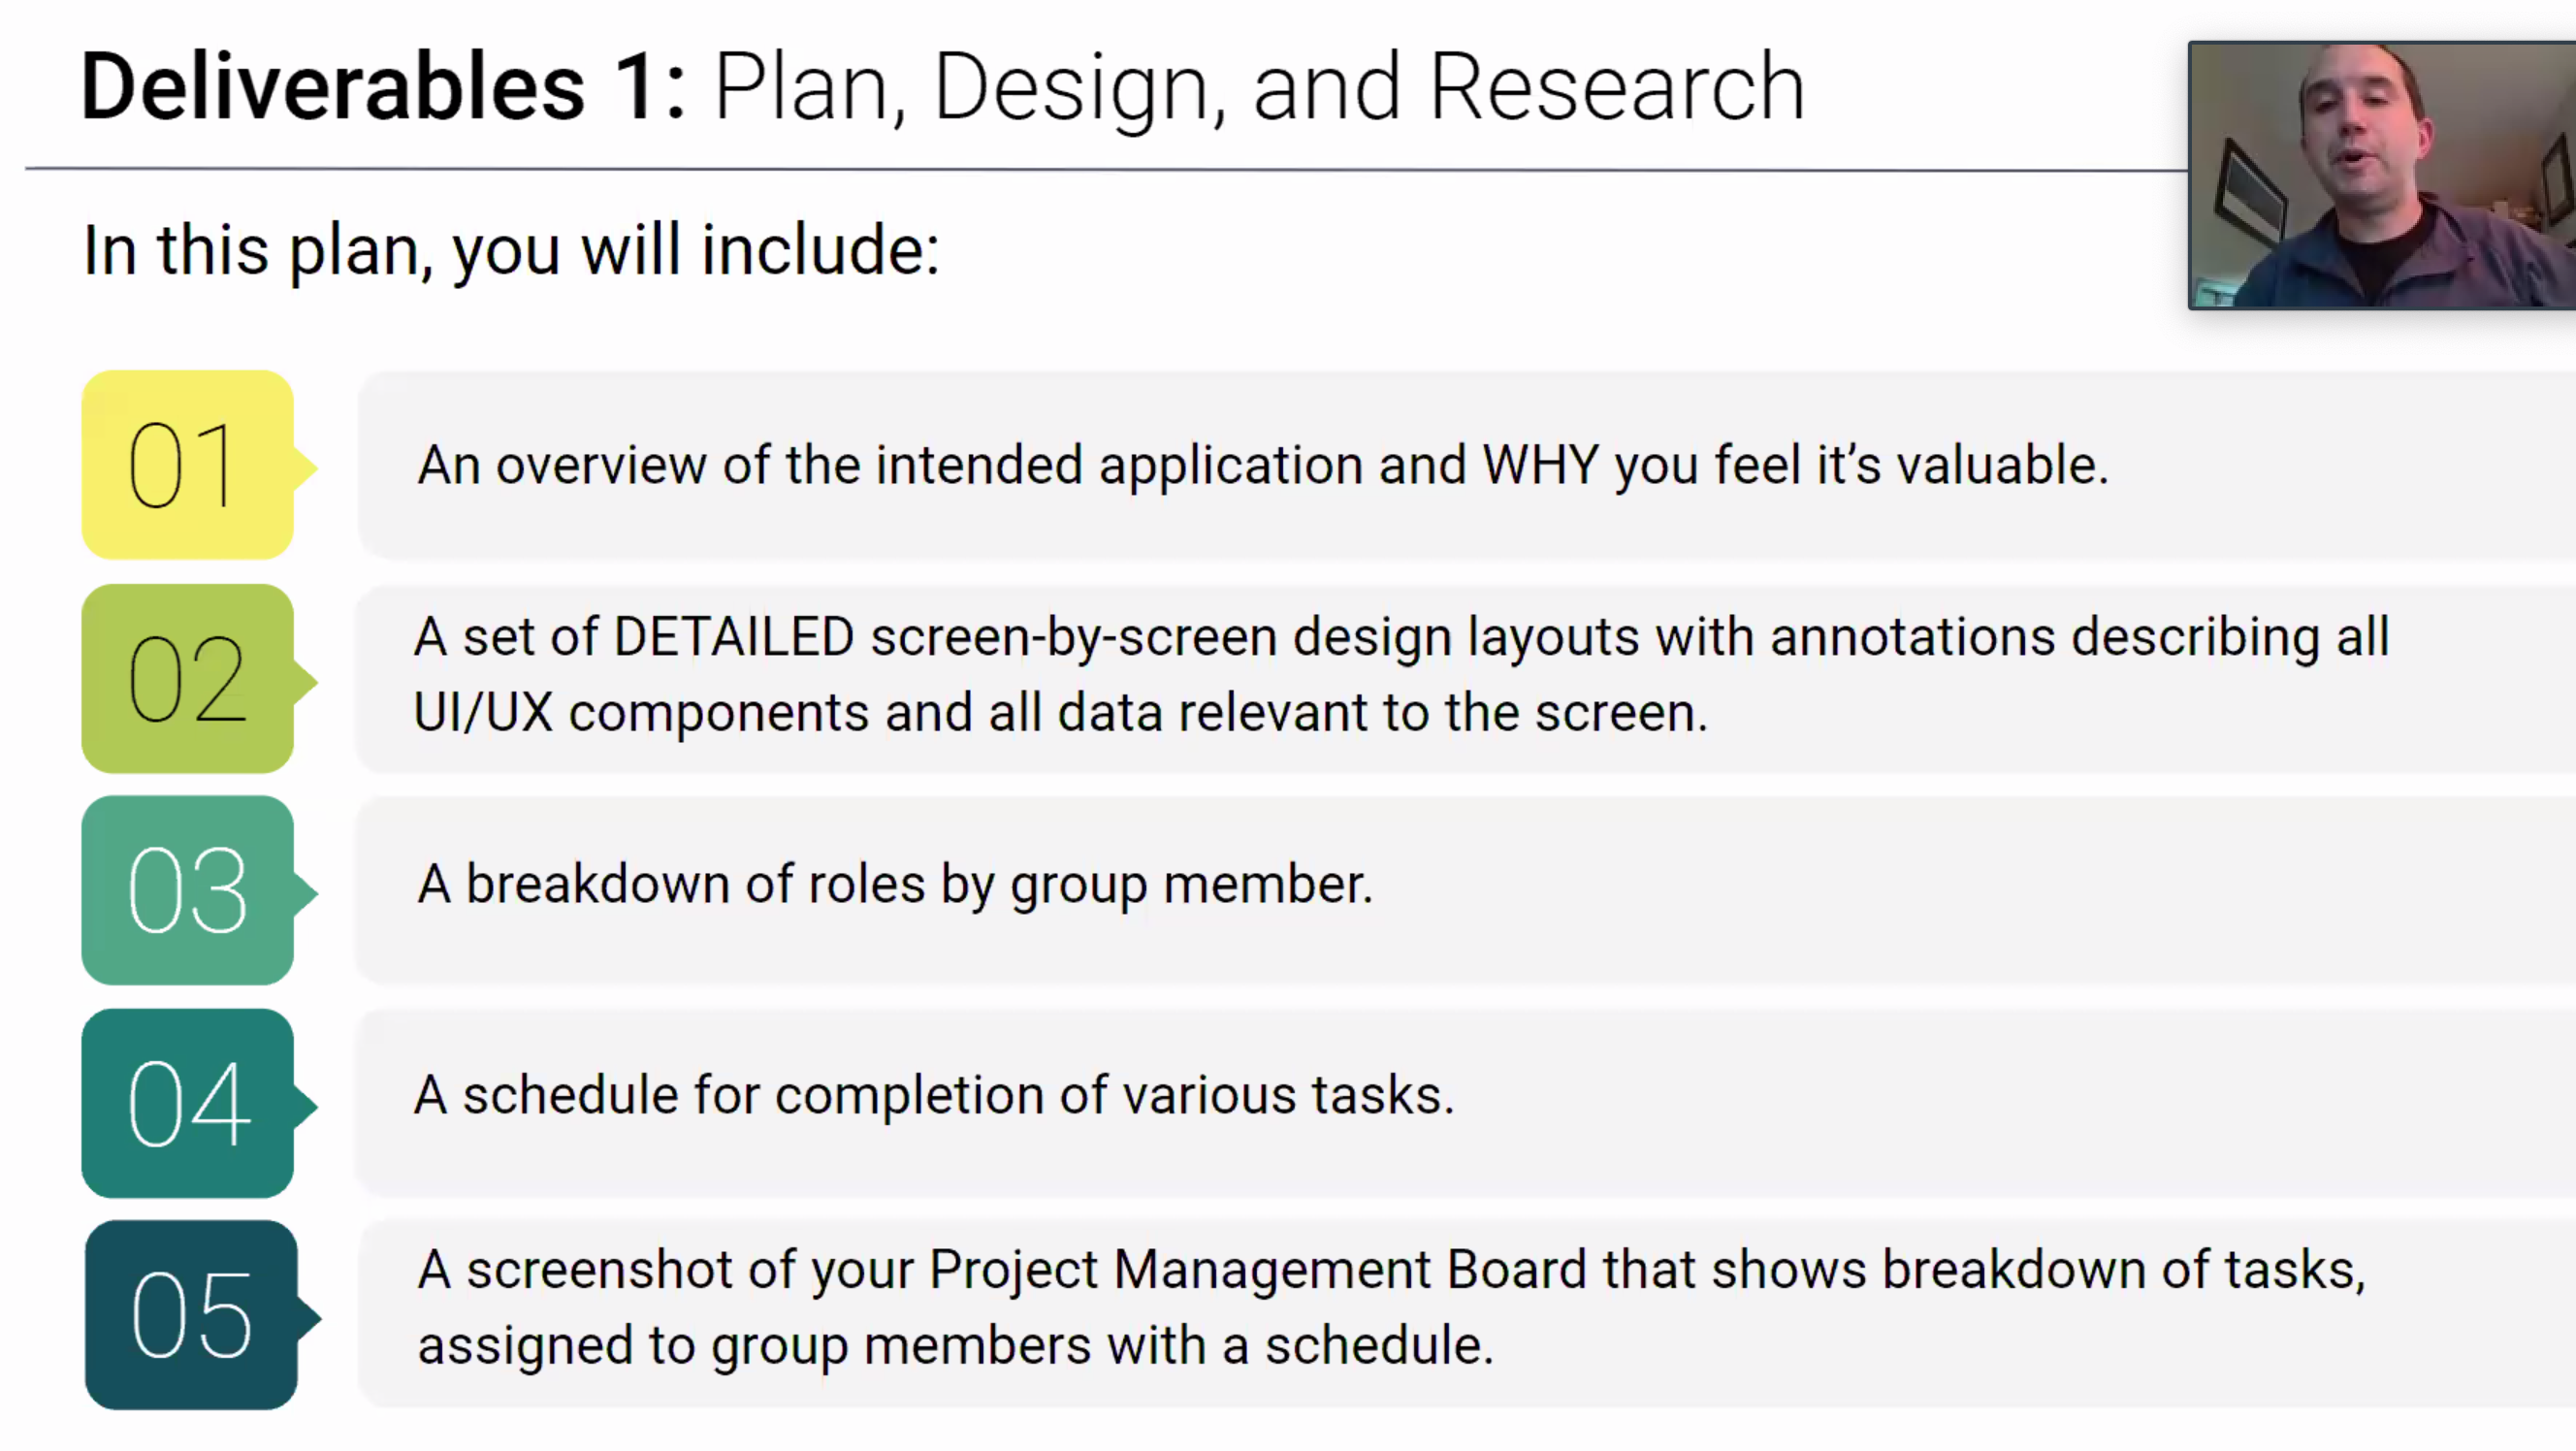 Deliverables 1: Plan, Design, and Research
In this plan, you will include:
01
An overview of the intended application and WHY you feel it’s valuable.
02
A set of DETAILED screen-by-screen design layouts with annotations describing all
UI/UX components and all data relevant to the screen.
03
A breakdown of roles by group member.
04
A schedule for completion of various tasks.
05
A screenshot of your Project Management Board that shows breakdown of tasks,
assigned to group members with a schedule.